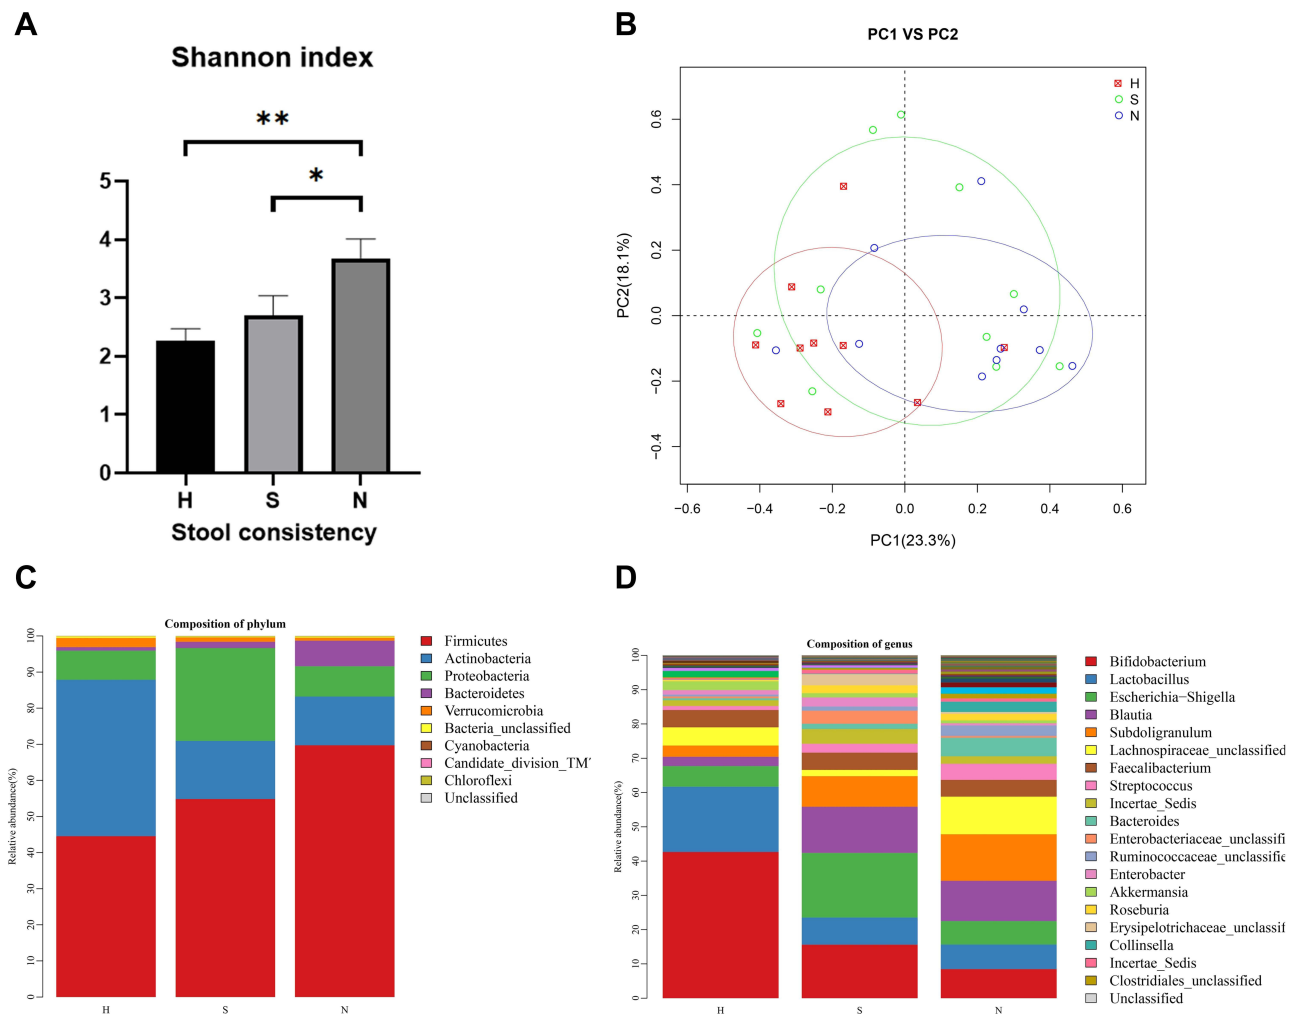 A
Shannon index
**
*
5
4
3
2
1
0
H S N
Stool consistency
B
PC1 VS PC2
H
S
N
PC2(18.1%)
0.6
0.4
0.2
0.0
−0.2
−0.4
−0.6 −0.4 −0.2 0.0 0.2 0.4 0.6
PC1(23.3%)
C
Composition of phylum
Relative abundance(%)
100
90
80
70
60
50
40
30
20
10
0
H S N
Firmicutes
Actinobacteria
Proteobacteria
Bacteroidetes
Verrucomicrobia
Bacteria_unclassified
Cyanobacteria
Candidate_division_TM7
Chloroflexi
Unclassified
D
Composition of genus
Relative abundance(%)
100
90
80
70
60
50
40
30
20
10
0
H S N
Bifidobacterium
Lactobacillus
Escherichia−Shigella
Blautia
Subdoligranulum
Lachnospiraceae_unclassified
Faecalibacterium
Streptococcus
Incertae_Sedis
Bacteroides
Enterobacteriaceae_unclassifi
Ruminococcaceae_unclassifie
Enterobacter
Akkermansia
Roseburia
Erysipelotrichaceae_unclassif
Collinsella
Incertae_Sedis
Clostridiales_unclassified
Unclassified